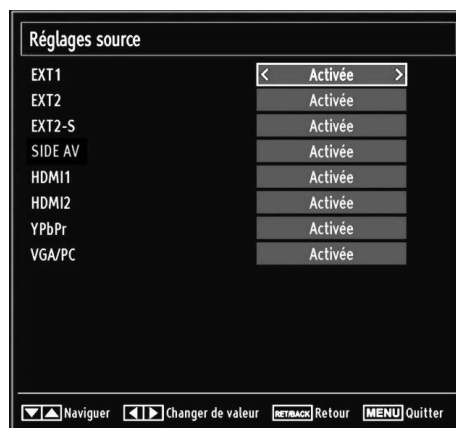 Réglages source
EXT1 < Activée >
EXT2 Activée
EXT2-S Activée
SIDE AV Activée
HDMI1 Activée
HDMI2 Activée
YPbPr Activée
VGA/PC Activée
Naviguer Changer de valeur RET/BACK Retour MENU Quitter